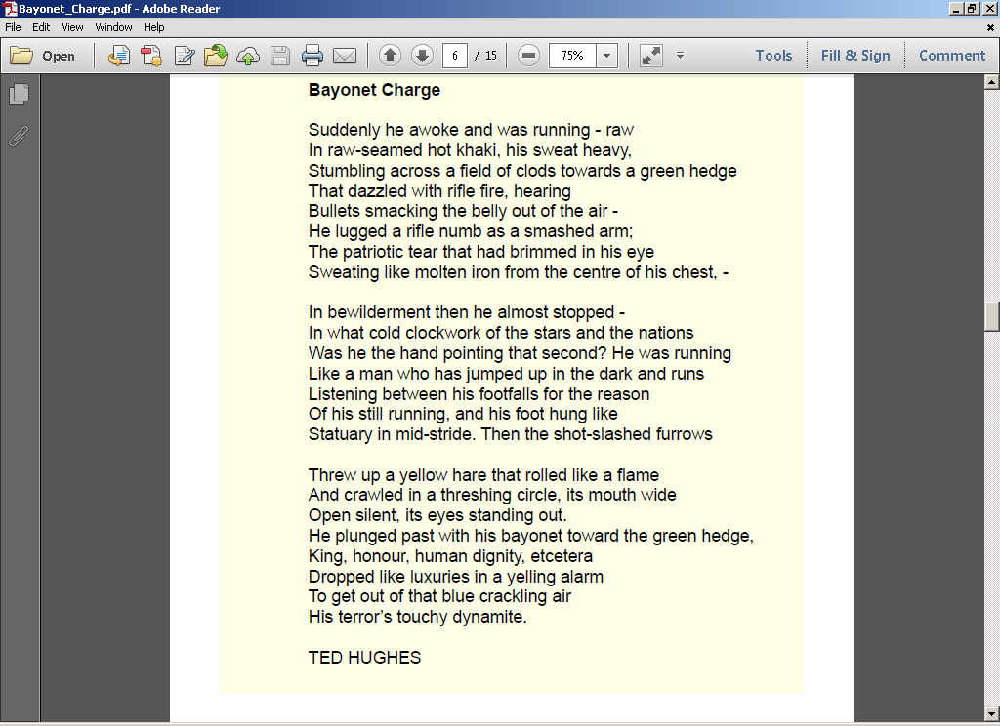 Bayonet_Charge.pdf - Adobe Reader
File Edit View Window Help
Open 6 / 15 75% Tools Fill & Sign Comment
Bayonet Charge
Suddenly he awoke and was running - raw
In raw-seamed hot khaki, his sweat heavy,
Stumbling across a field of clods towards a green hedge
That dazzled with rifle fire, hearing
Bullets smacking the belly out of the air -
He lugged a rifle numb as a smashed arm;
The patriotic tear that had brimmed in his eye
Sweating like molten iron from the centre of his chest, -
In bewilderment then he almost stopped -
In what cold clockwork of the stars and the nations
Was he the hand pointing that second? He was running
Like a man who has jumped up in the dark and runs
Listening between his footfalls for the reason
Of his still running, and his foot hung like
Statuary in mid-stride. Then the shot-slashed furrows
Threw up a yellow hare that rolled like a flame
And crawled in a threshing circle, its mouth wide
Open silent, its eyes standing out.
He plunged past with his bayonet toward the green hedge,
King, honour, human dignity, etcetera
Dropped like luxuries in a yelling alarm
To get out of that blue crackling air
His terror’s touchy dynamite.
TED HUGHES